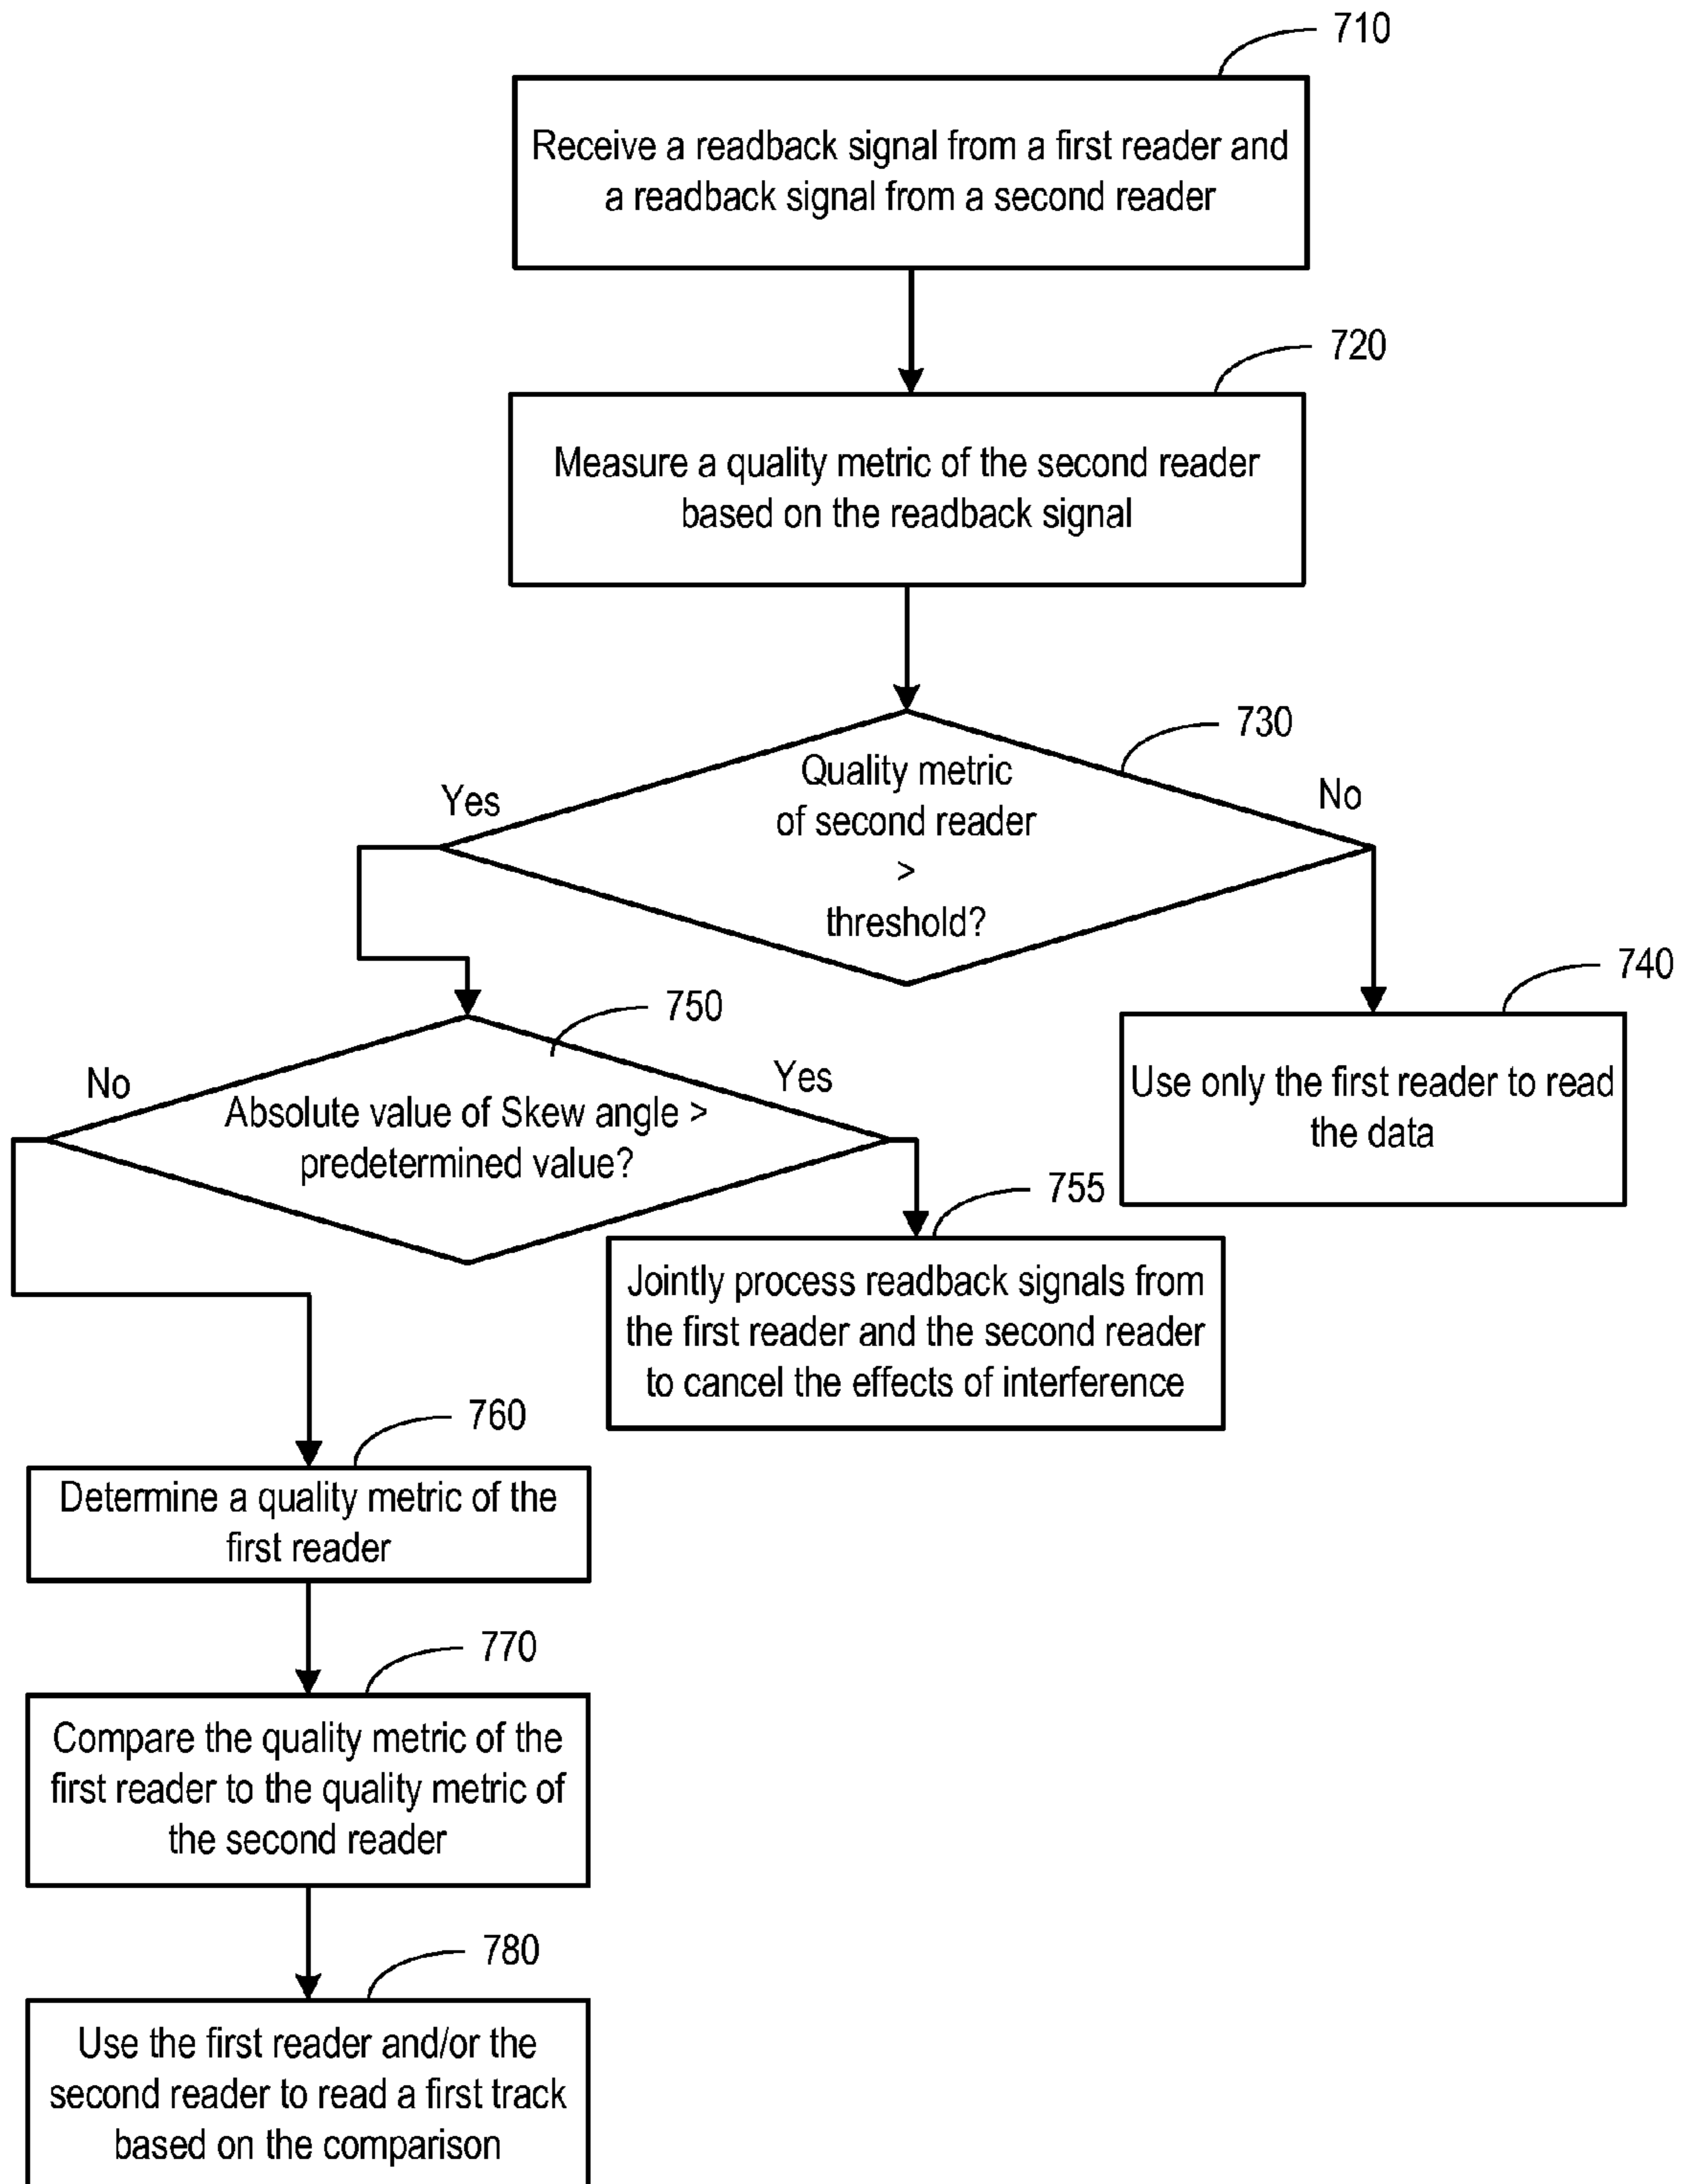 710
Receive a readback signal from a first reader and
a readback signal from a second reader
720
Measure a quality metric of the second reader
based on the readback signal
730
Quality metric
of second reader
>
threshold?
Yes
No
740
Use only the first reader to read
the data
750
No
Yes
Absolute value of Skew angle >
predetermined value?
755
Jointly process readback signals from
the first reader and the second reader
to cancel the effects of interference
760
Determine a quality metric of the
first reader
770
Compare the quality metric of the
first reader to the quality metric of
the second reader
780
Use the first reader and/or the
second reader to read a first track
based on the comparison